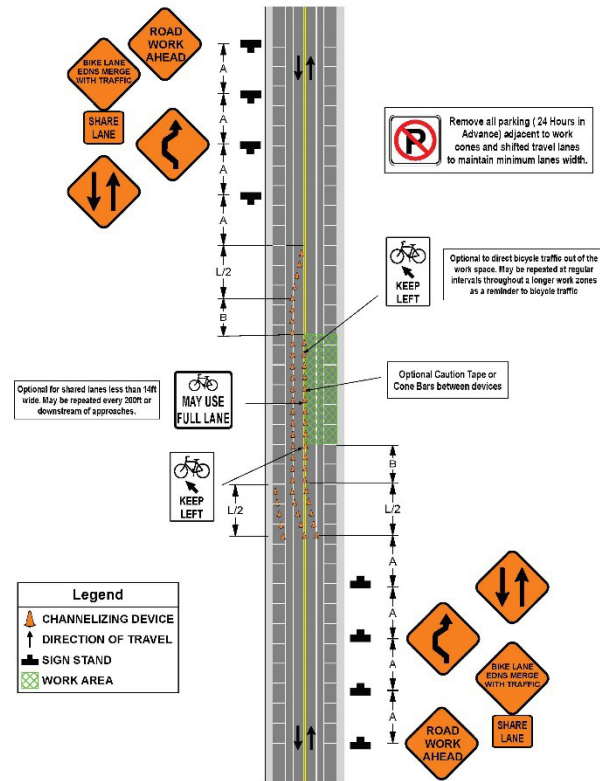 ROAD
WORK
AHEAD
BIKE LANE
EDNS MERGE
WITH TRAFFIC
SHARE
LANE
A
A
A
A
L/2
B
P
Remove all parking ( 24 Hours in
Advance) adjacent to work
cones and shifted travel lanes
to maintain minimum lanes width.
KEEP
LEFT
Optional to direct bicycle traffic out of the
work space. May be repeated at regular
intervals throughout a longer work zones
as a reminder to bicycle traffic
Optional for shared lanes less than 14ft
wide. May be repeated every 200ft or
downstream of approaches.
MAY USE
FULL LANE
Optional Caution Tape or
Cone Bars between devices
KEEP
LEFT
L/2
B
L/2
A
A
A
A
Legend
CHANNELIZING DEVICE
DIRECTION OF TRAVEL
SIGN STAND
WORK AREA
BIKE LANE
EDNS MERGE
WITH TRAFFIC
SHARE
LANE
ROAD
WORK
AHEAD